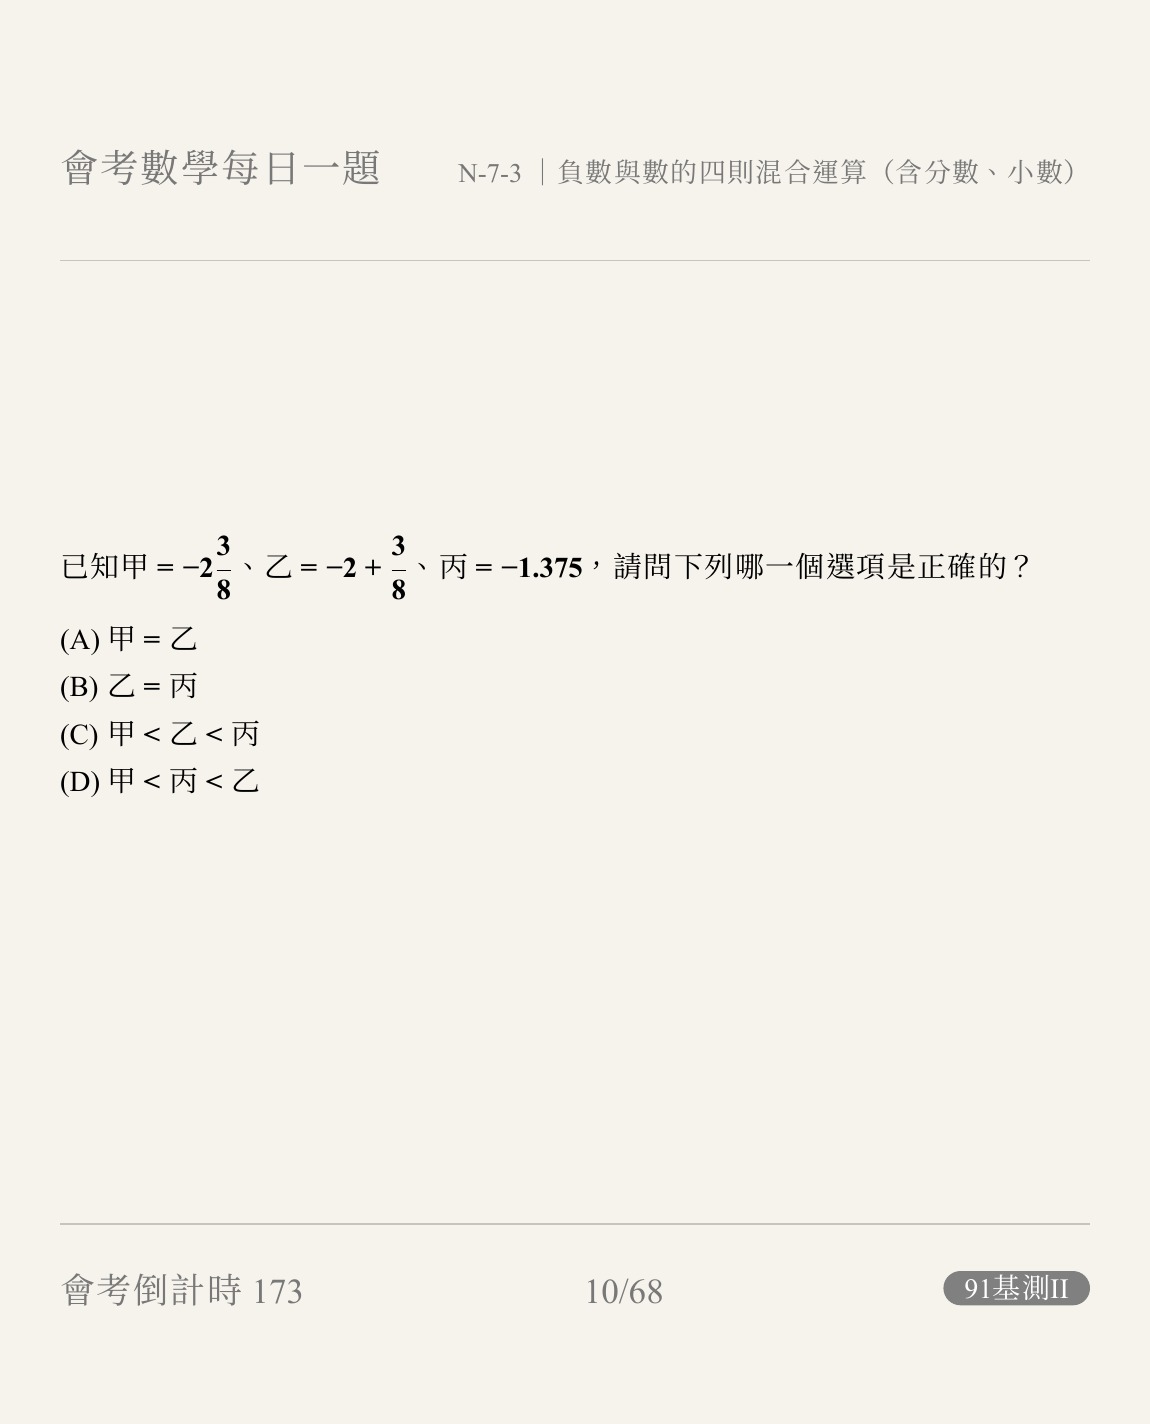 會考數學每日一題
N-7-3｜負數與數的四則混合運算（含分數、小數）
已知甲 = −2 3/8、乙 = −2 + 3/8、丙 = −1.375，請問下列哪一個選項是正確的？
(A) 甲 = 乙
(B) 乙 = 丙
(C) 甲 < 乙 < 丙
(D) 甲 < 丙 < 乙
會考倒計時 173
10/68
91基測II